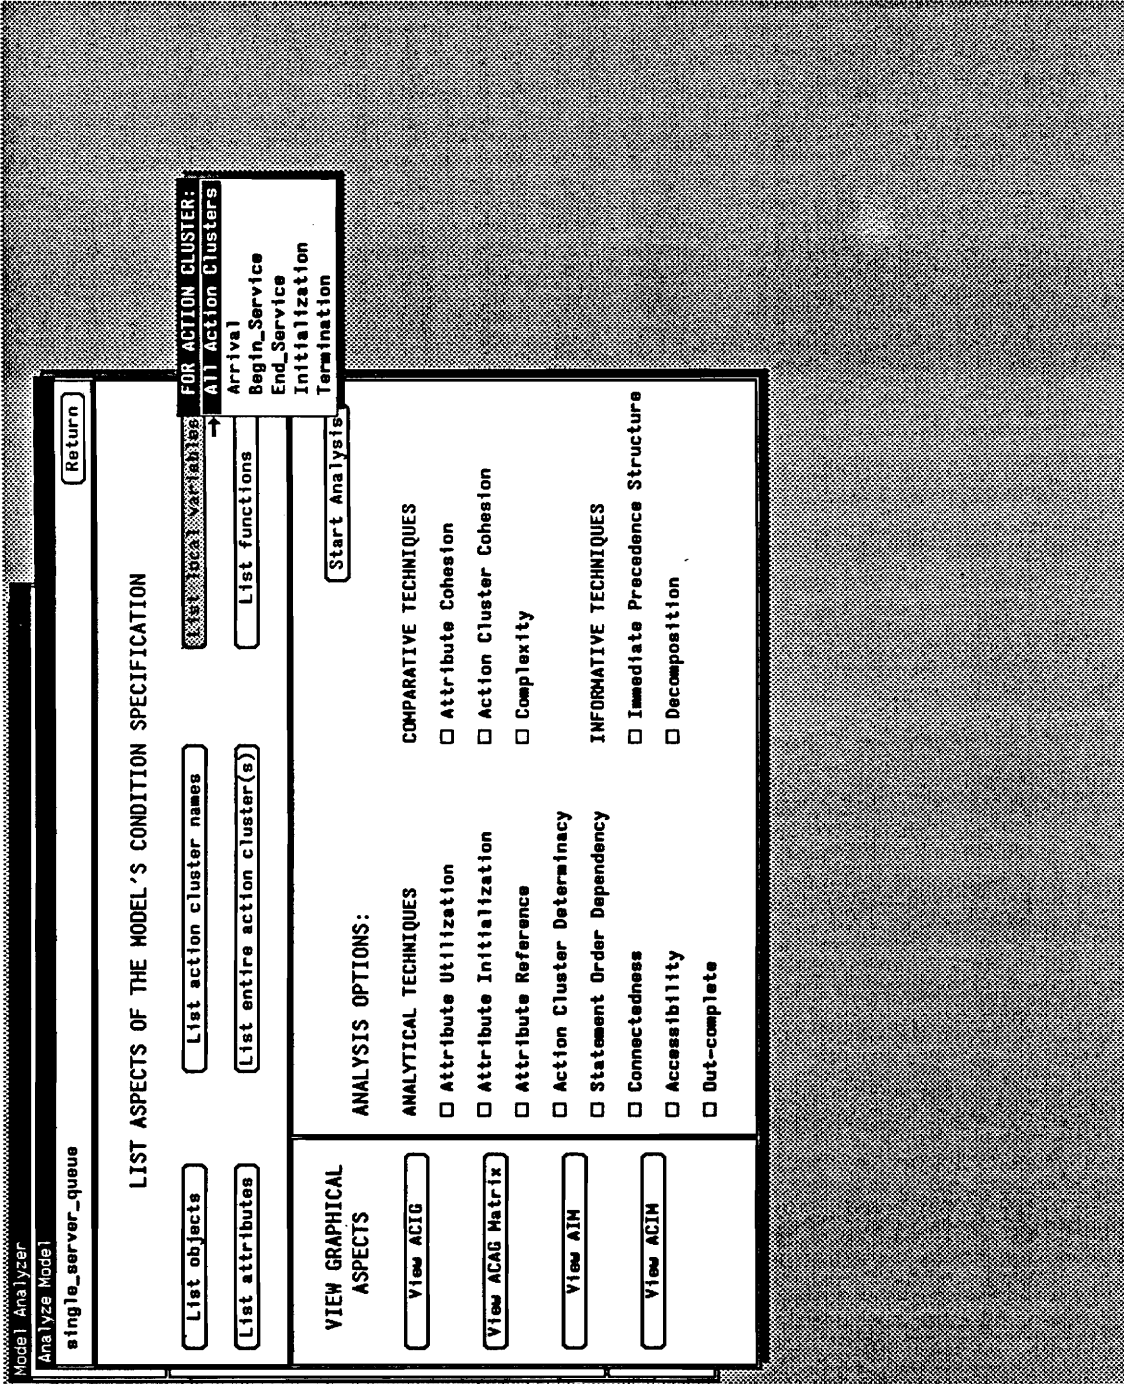 Model Analyzer
Analyze Model
single_server_queue
Return
LIST ASPECTS OF THE MODEL'S CONDITION SPECIFICATION
List objects
List action cluster names
List local variables
List attributes
List entire action cluster(s)
List functions
FOR ACTION CLUSTER:
All Action Clusters
Arrival
Begin_Service
End_Service
Initialization
Termination
VIEW GRAPHICAL
ASPECTS
View ACIG
View ACAG Matrix
View AIM
View ACIM
Start Analysis
ANALYSIS OPTIONS:
ANALYTICAL TECHNIQUES
Attribute Utilization
Attribute Initialization
Attribute Reference
Action Cluster Determinacy
Statement Order Dependency
Connectedness
Accessibility
Out-complete
COMPARATIVE TECHNIQUES
Attribute Cohesion
Action Cluster Cohesion
Complexity
INFORMATIVE TECHNIQUES
Immediate Precedence Structure
Decomposition